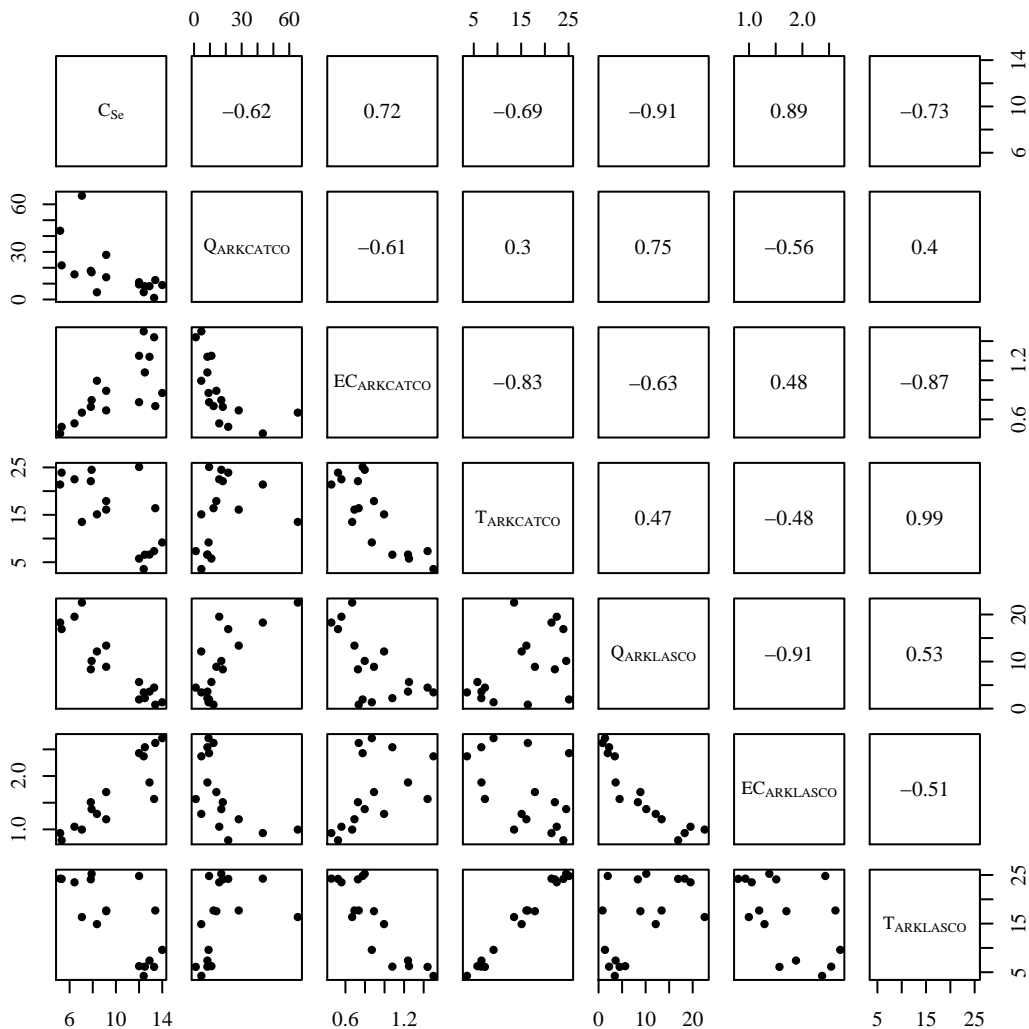 0 30 60 5 15 25 1.0 2.0
C_Se −0.62 0.72 −0.69 −0.91 0.89 −0.73 6 10 14
0 30 60 Q_ARKCATCO −0.61 0.3 0.75 −0.56 0.4
EC_ARKCATCO −0.83 −0.63 0.48 −0.87 0.6 1.2
5 15 25 T_ARKCATCO 0.47 −0.48 0.99
Q_ARKLASCO −0.91 0.53 0 10 20
1.0 2.0 EC_ARKLASCO −0.51
T_ARKLASCO 5 15 25
6 10 14 0.6 1.2 0 10 20 5 15 25